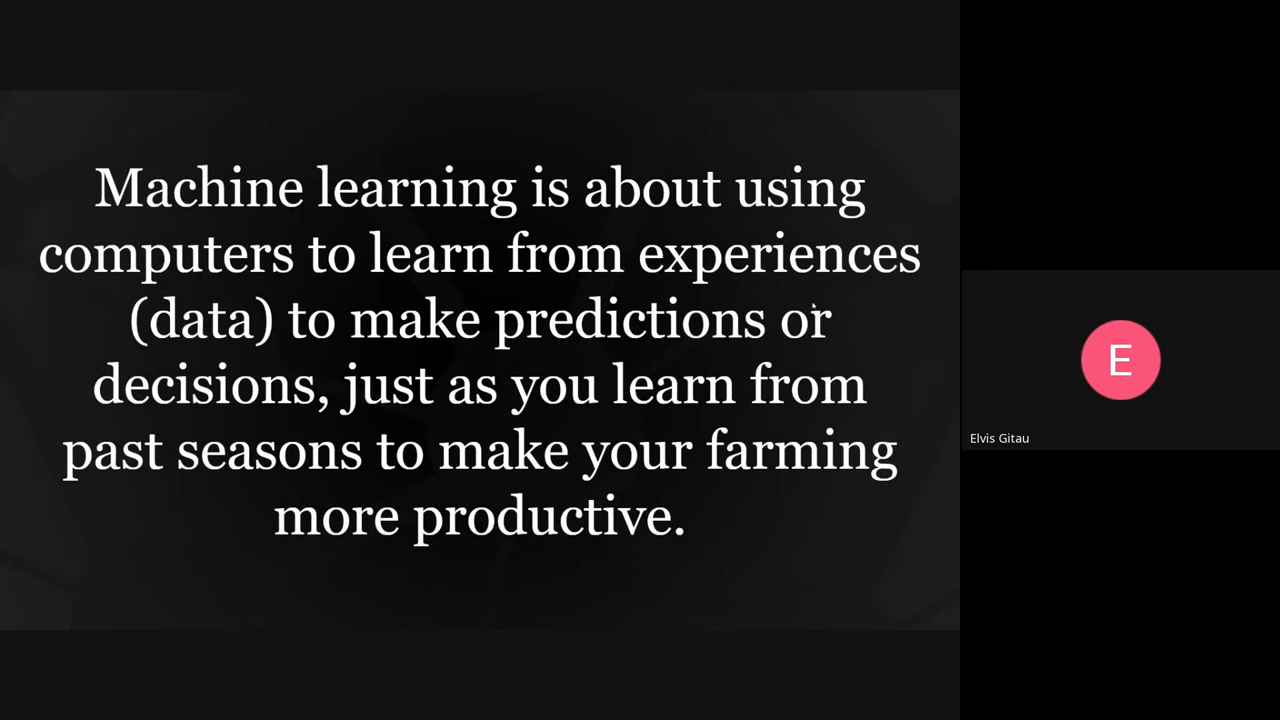 Machine learning is about using
computers to learn from experiences
(data) to make predictions or
decisions, just as you learn from
past seasons to make your farming
more productive.
E
Elvis Gitau